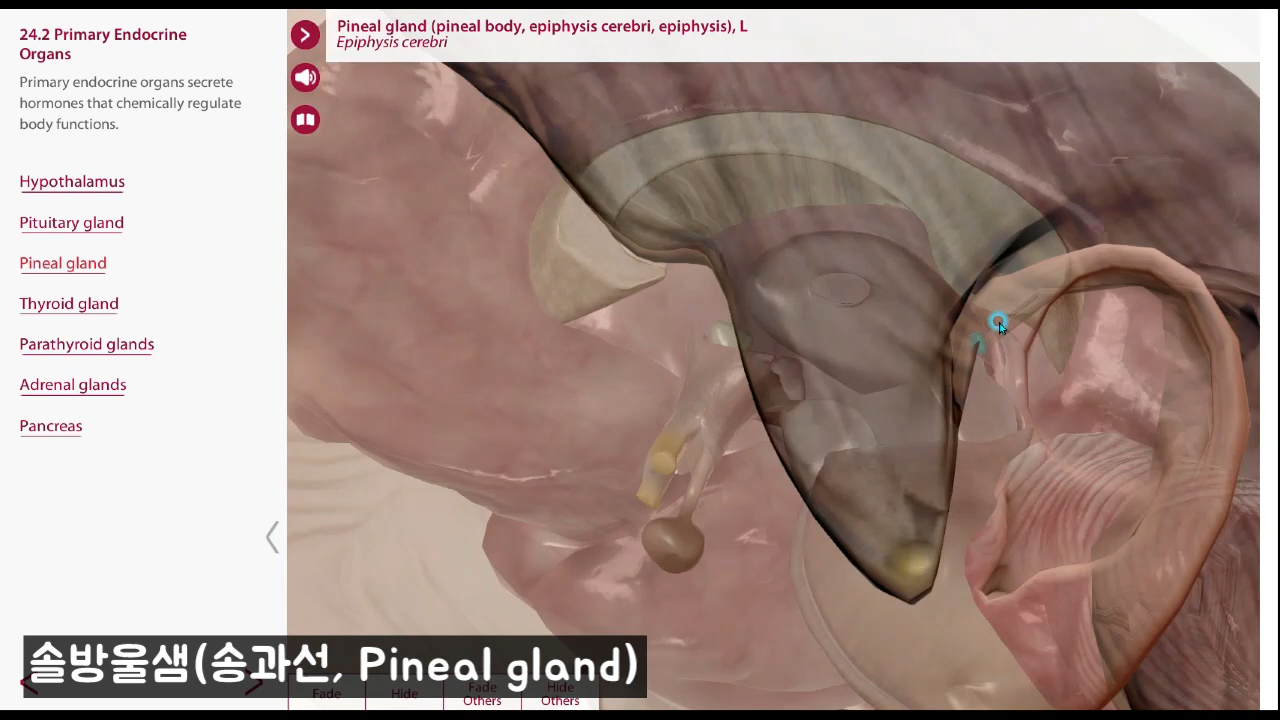 24.2 Primary Endocrine
Organs
Primary endocrine organs secrete
hormones that chemically regulate
body functions.
Hypothalamus
Pituitary gland
Pineal gland
Thyroid gland
Parathyroid glands
Adrenal glands
Pancreas
Pineal gland (pineal body, epiphysis cerebri, epiphysis), L
Epiphysis cerebri
솔방울샘(송과선, Pineal gland)
Fade
Hide
Fade
Others
Hide
Others